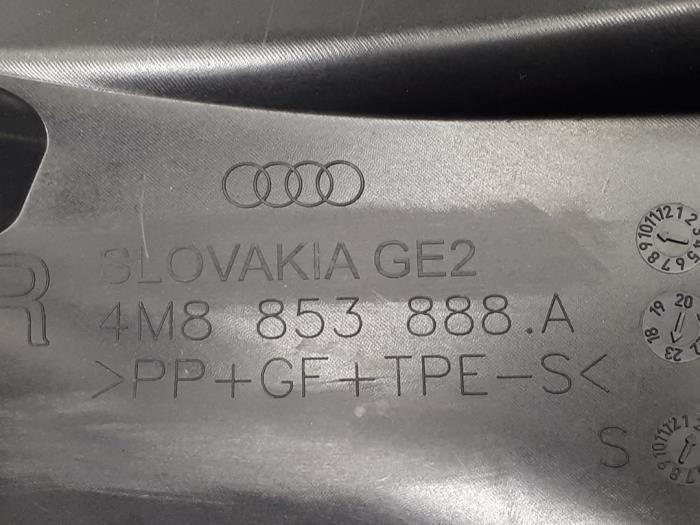 SLOVAKIA GE2
R
4M8 853 888.A
>PP+GF+TPE-S<
S